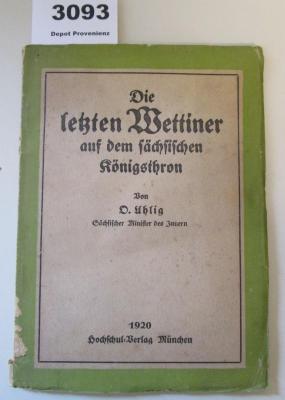 3093
Depot Provenienz
Die
letzten Wettiner
auf dem sächsischen
Königsthron
Von
O. Uhlig
Sächsischer Minister des Innern
1920
Hochschul-Verlag München